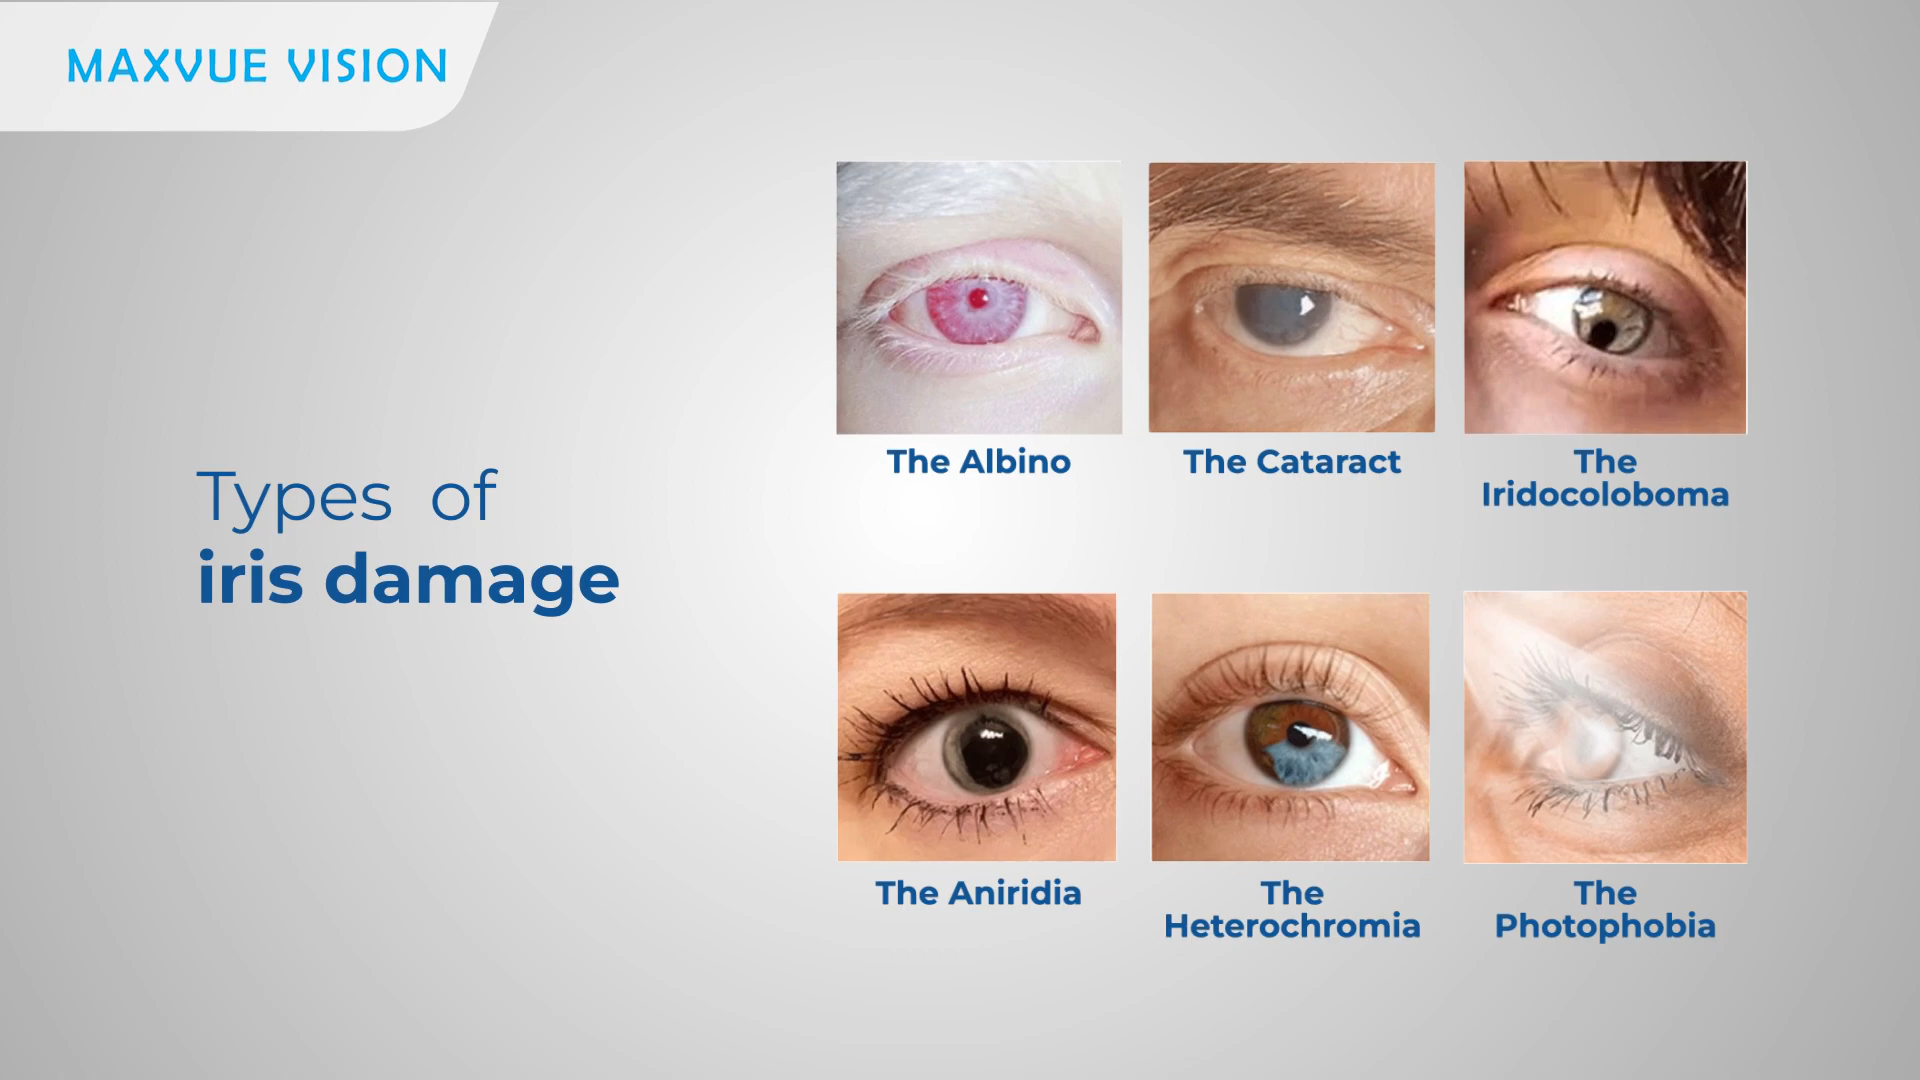 MAXVUE VISION
Types of
iris damage
The Albino
The Cataract
The
Iridocoloboma
The Aniridia
The
Heterochromia
The
Photophobia